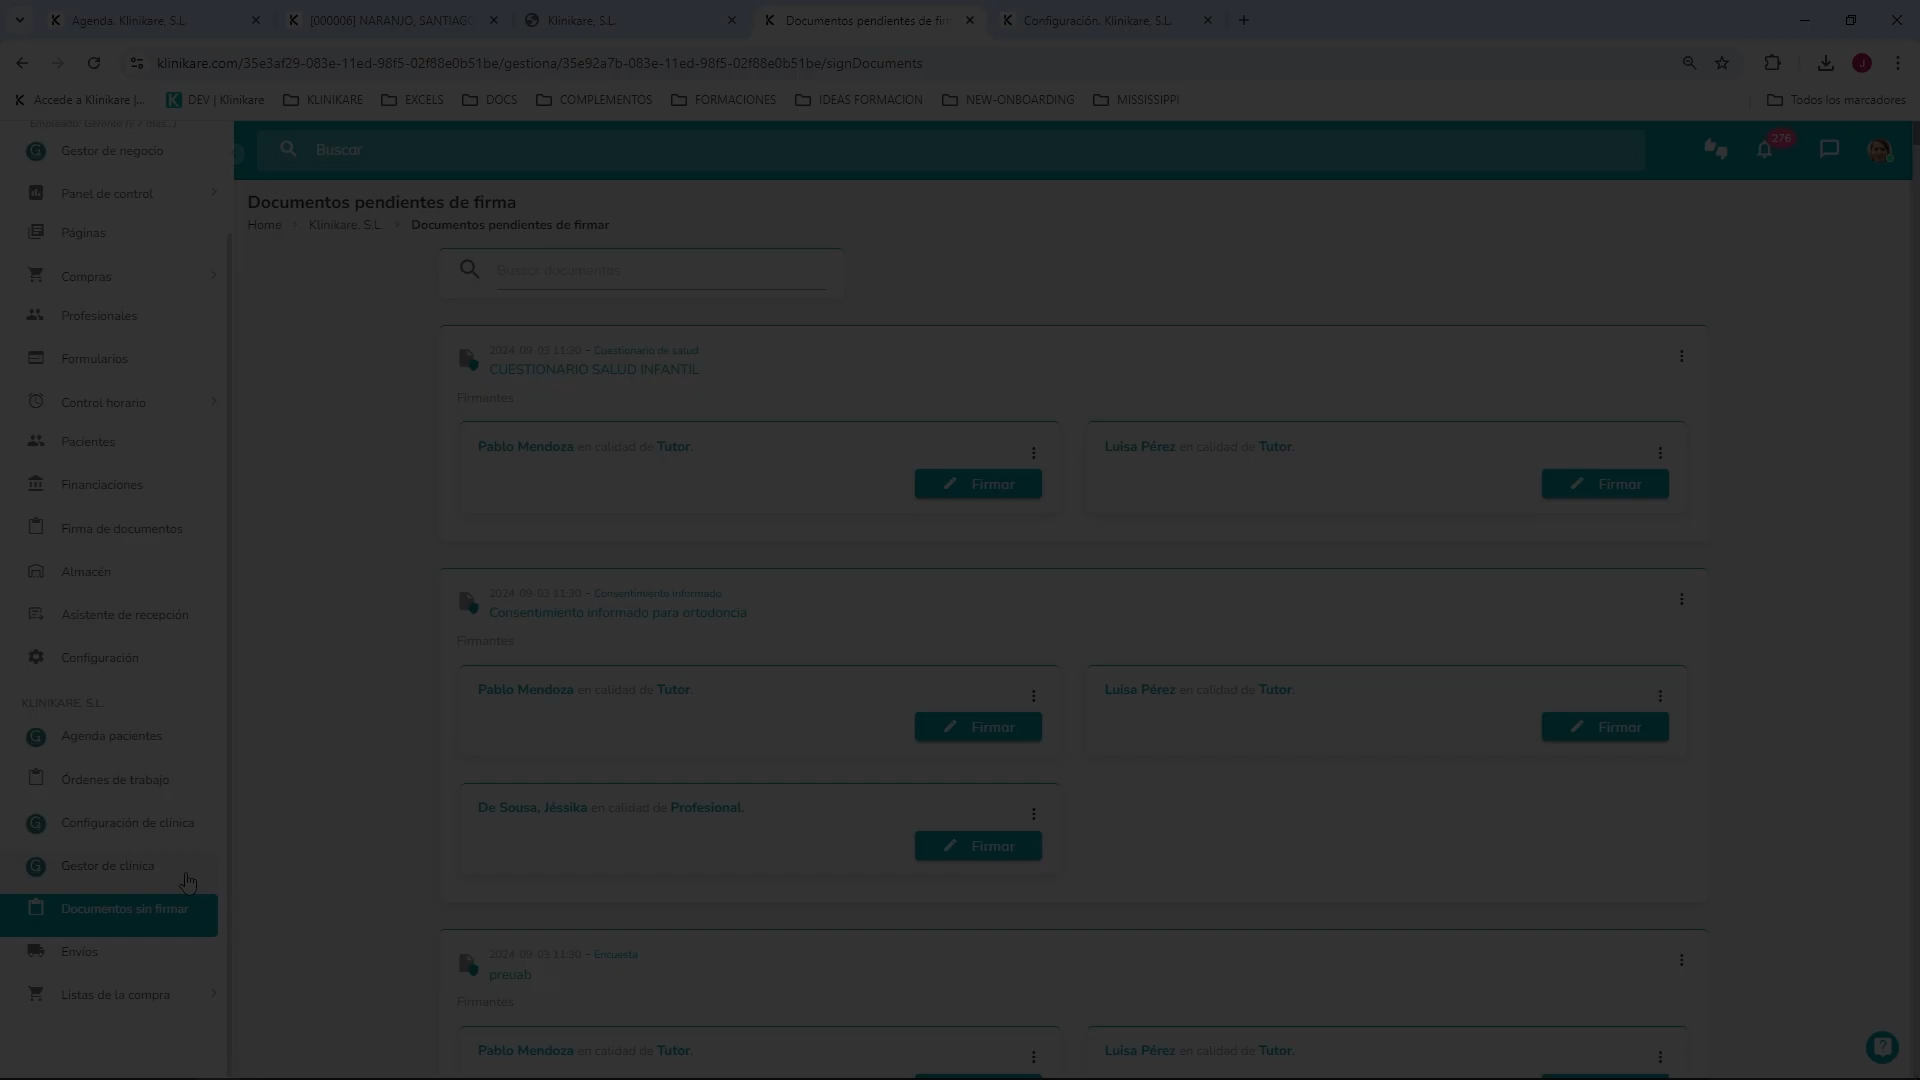 Agenda. Klinikare, S.L.
[000006] NARANJO, SANTIAGO
Klinikare, S.L.
Documentos pendientes de fir
Configuración. Klinikare, S.L.
klinikare.com/35e3af29-083e-11ed-98f5-02f88e0b51be/gestiona/35e92a7b-083e-11ed-98f5-02f88e0b51be/signDocuments
J
Accede a Klinikare |...
DEV | Klinikare
KLINIKARE
EXCELS
DOCS
COMPLEMENTOS
FORMACIONES
IDEAS FORMACION
NEW-ONBOARDING
MISSISSIPPI
Todos los marcadores
Gestor de negocio
Panel de control
Páginas
Compras
Profesionales
Formularios
Control horario
Pacientes
Financiaciones
Firma de documentos
Almacén
Asistente de recepción
Configuración
KLINIKARE, S.L.
Agenda pacientes
Órdenes de trabajo
Configuración de clínica
Gestor de clínica
Documentos sin firmar
Envíos
Listas de la compra
Buscar
276
Documentos pendientes de firma
Home > Klinikare, S.L. > Documentos pendientes de firmar
Buscar documentos
2024-09-03 11:30 - Cuestionario de salud
CUESTIONARIO SALUD INFANTIL
Firmantes
Pablo Mendoza en calidad de Tutor.
Firmar
Luisa Pérez en calidad de Tutor.
Firmar
2024-09-03 11:30 - Consentimiento informado
Consentimiento informado para ortodoncia
Firmantes
Pablo Mendoza en calidad de Tutor.
Firmar
Luisa Pérez en calidad de Tutor.
Firmar
De Sousa, Jéssika en calidad de Profesional.
Firmar
2024-09-03 11:30 - Encuesta
preuab
Firmantes
Pablo Mendoza en calidad de Tutor.
Luisa Pérez en calidad de Tutor.